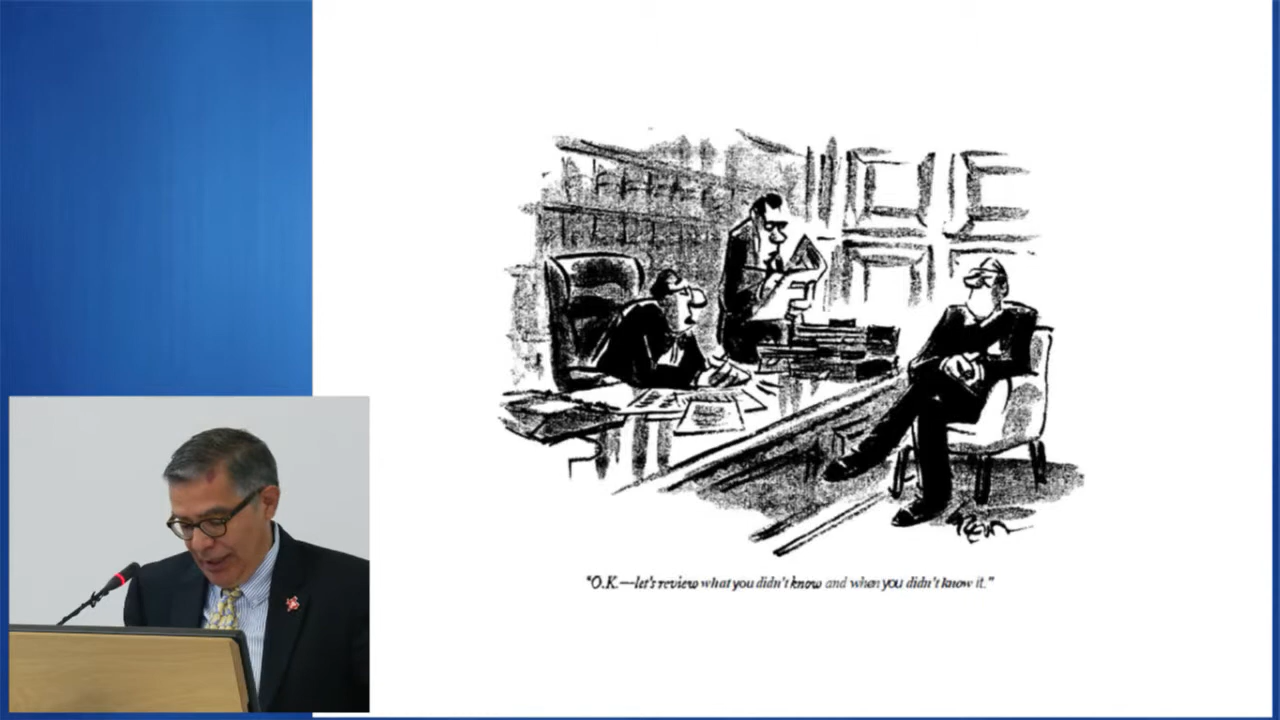 "O.K.—let's review what you didn't know and when you didn't know it."